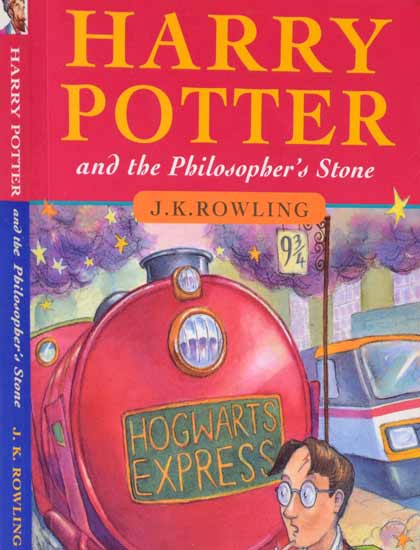 HARRY
POTTER
and the Philosopher's Stone
J.K.ROWLING
9¾
HOGWARTS
EXPRESS
HARRY POTTER
and the Philosopher's Stone
J. K. ROWLING